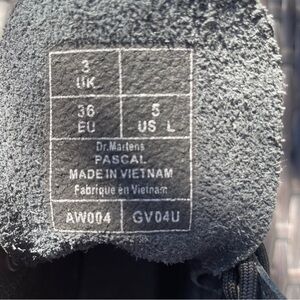 3
UK
36 5
EU US L
Dr.Martens
PASCAL
MADE IN VIETNAM
Fabriqué en Vietnam
AW004 GV04U